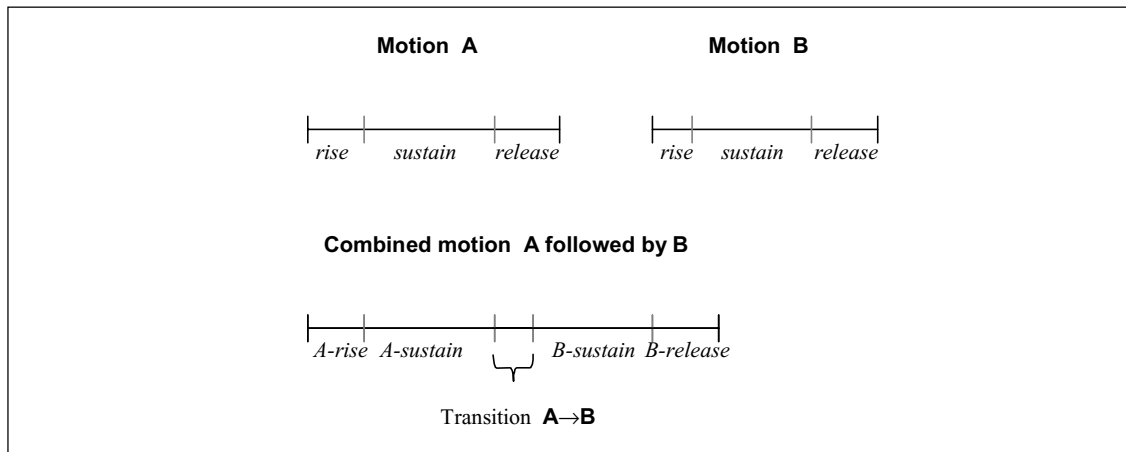 Motion A Motion B
rise sustain release rise sustain release
Combined motion A followed by B
A-rise A-sustain B-sustain B-release
Transition A→B